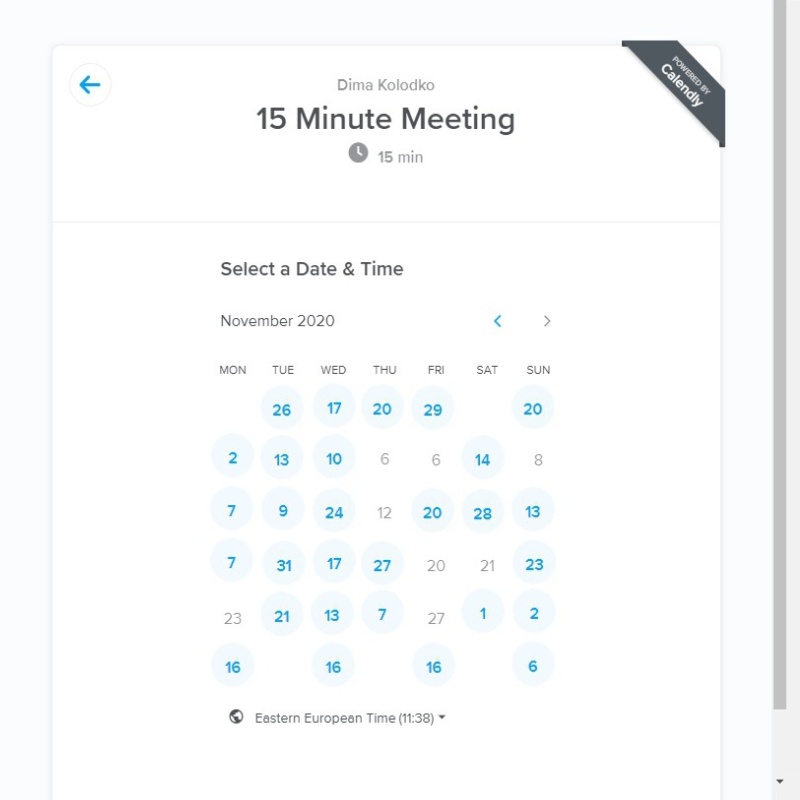 POWERED BY
Calendly
Dima Kolodko
15 Minute Meeting
15 min
Select a Date & Time
November 2020
MON TUE WED THU FRI SAT SUN
26 17 20 29 20
2 13 10 6 6 14 8
7 9 24 12 20 28 13
7 31 17 27 20 21 23
23 21 13 7 27 1 2
16 16 16 6
Eastern European Time (11:38)